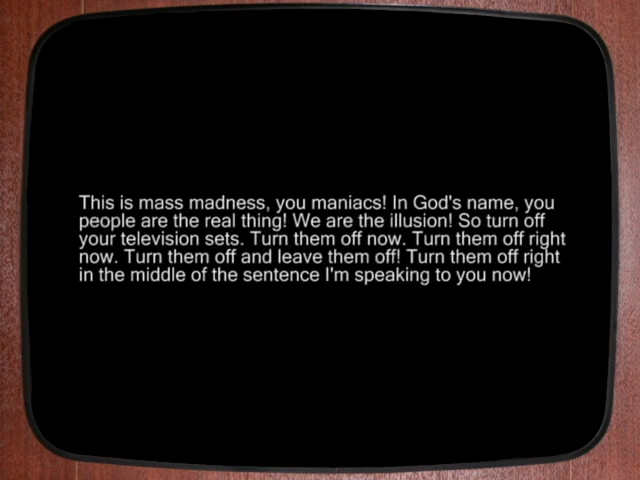 This is mass madness, you maniacs! In God's name, you
people are the real thing! We are the illusion! So turn off
your television sets. Turn them off now. Turn them off right
now. Turn them off and leave them off! Turn them off right
in the middle of the sentence I'm speaking to you now!